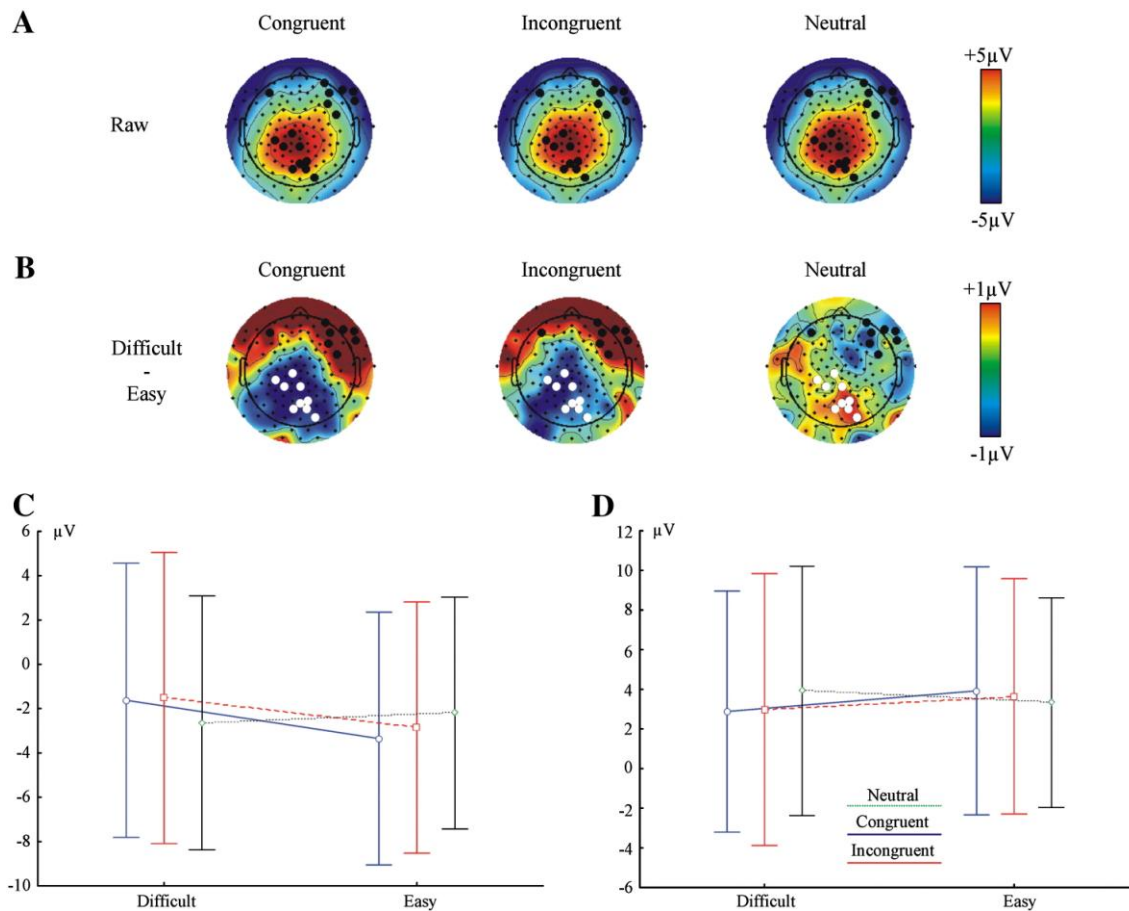 A
Congruent
Incongruent
Neutral
Raw
+5µV
-5µV
B
Congruent
Incongruent
Neutral
Difficult
-
Easy
+1µV
-1µV
C
µV
6
4
2
0
-2
-4
-6
-8
-10
Difficult
Easy
D
µV
12
10
8
6
4
2
0
-2
-4
-6
Neutral
Congruent
Incongruent
Difficult
Easy